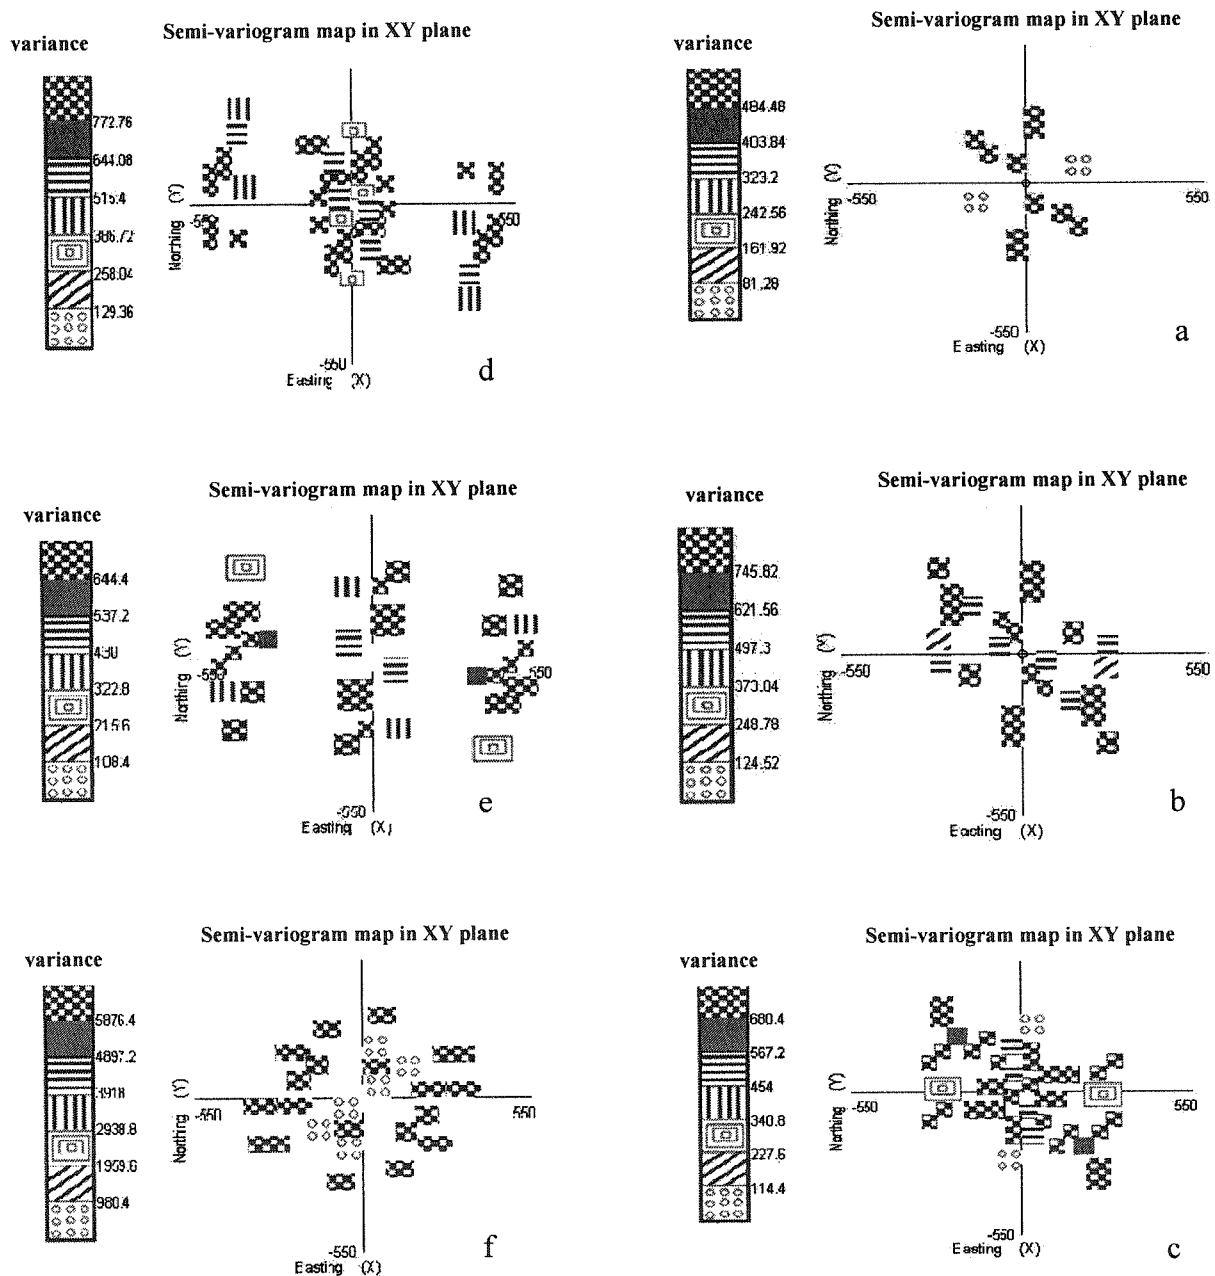 Semi-variogram map in XY plane
variance
772.76
644.08
515.4
386.72
258.04
129.36
Northing (Y)
550
-550
Easting (X)
d
Semi-variogram map in XY plane
variance
484.48
403.84
323.2
242.56
161.92
81.28
Northing (Y)
-550
550
-550
Easting (X)
a
Semi-variogram map in XY plane
variance
644.4
537.2
430
322.8
215.6
108.4
Northing (Y)
-550
550
-550
Easting (X)
e
Semi-variogram map in XY plane
variance
745.82
621.56
497.3
373.04
248.78
124.52
Northing (Y)
-550
550
-550
Easting (X)
b
Semi-variogram map in XY plane
variance
5876.4
4897.2
3918
2938.8
1959.6
980.4
Northing (Y)
-550
550
-550
Easting (X)
f
Semi-variogram map in XY plane
variance
680.4
567.2
454
340.8
227.6
114.4
Northing (Y)
-550
550
-550
Easting (X)
c